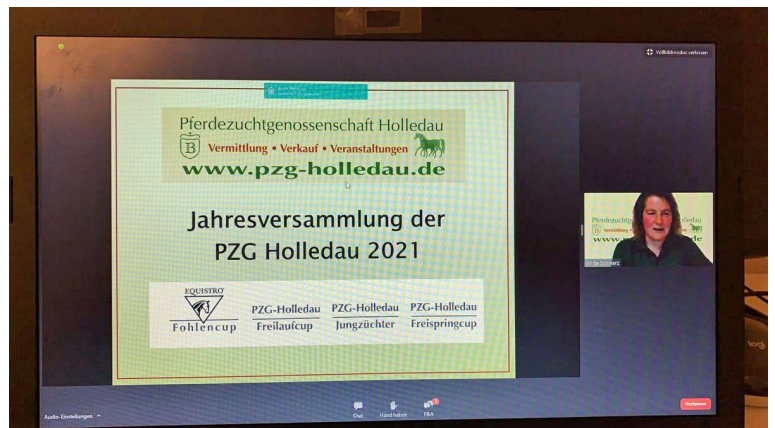 Vollbildmodus verlassen
Pferdezuchtgenossenschaft Holledau
B Vermittlung • Verkauf • Veranstaltungen
www.pzg-holledau.de
Jahresversammlung der
PZG Holledau 2021
EQUISTRO
Fohlencup
PZG-Holledau
Freilaufcup
PZG-Holledau
Jungzüchter
PZG-Holledau
Freispringcup
Audio-Einstellungen
Chat
Hand heben
F&A
Verlassen